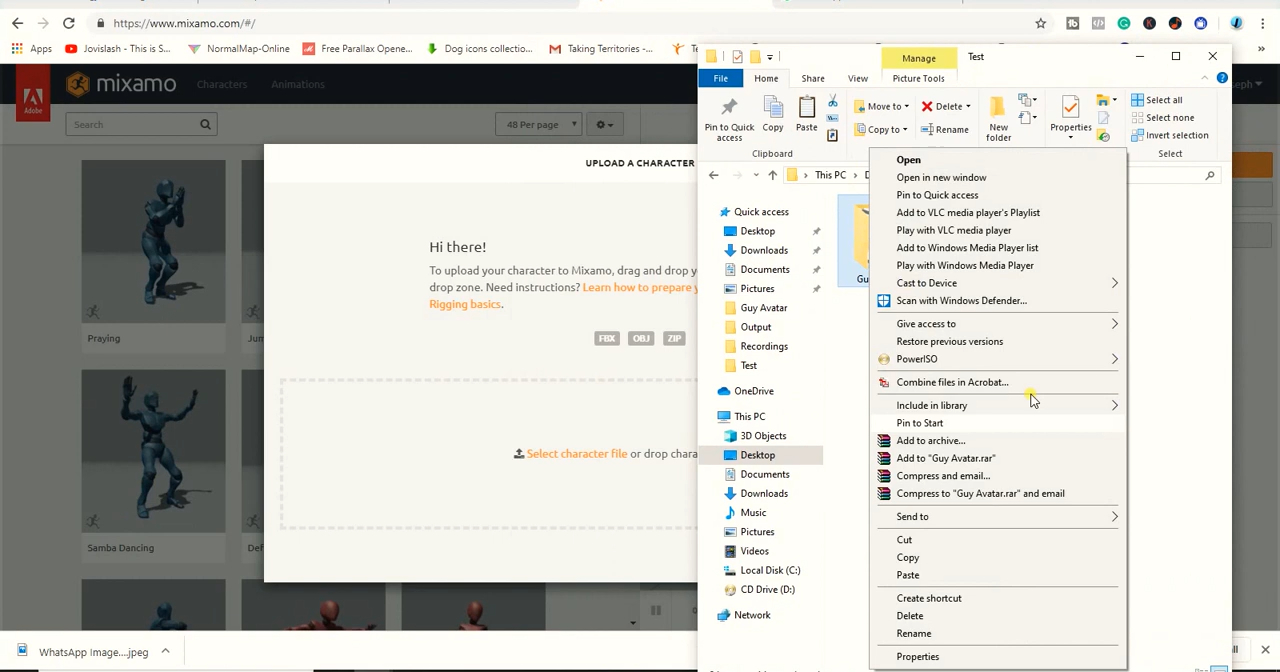 https://www.mixamo.com/#/
Apps
Jovislash - This is S...
NormalMap-Online
Free Parallax Opene...
Dog icons collectio...
Taking Territories -...
Adobe
mixamo
Characters
Animations
Search
48 Per page
Praying
Samba Dancing
UPLOAD A CHARACTER
Hi there!
To upload your character to Mixamo, drag and drop
drop zone. Need instructions? Learn how to prepare
Rigging basics.
FBX
OBJ
ZIP
Select character file or drop chara
WhatsApp Image....jpeg
Manage
Test
File
Home
Share
View
Picture Tools
Pin to Quick
access
Copy
Paste
Move to
Copy to
Delete
Rename
New
folder
Properties
Select all
Select none
Invert selection
Clipboard
Select
This PC
Quick access
Desktop
Downloads
Documents
Pictures
Guy Avatar
Output
Recordings
Test
OneDrive
This PC
3D Objects
Desktop
Documents
Downloads
Music
Pictures
Videos
Local Disk (C:)
CD Drive (D:)
Network
Open
Open in new window
Pin to Quick access
Add to VLC media player's Playlist
Play with VLC media player
Add to Windows Media Player list
Play with Windows Media Player
Cast to Device
Scan with Windows Defender...
Give access to
Restore previous versions
PowerISO
Combine files in Acrobat...
Include in library
Pin to Start
Add to archive...
Add to "Guy Avatar.rar"
Compress and email...
Compress to "Guy Avatar.rar" and email
Send to
Cut
Copy
Paste
Create shortcut
Delete
Rename
Properties